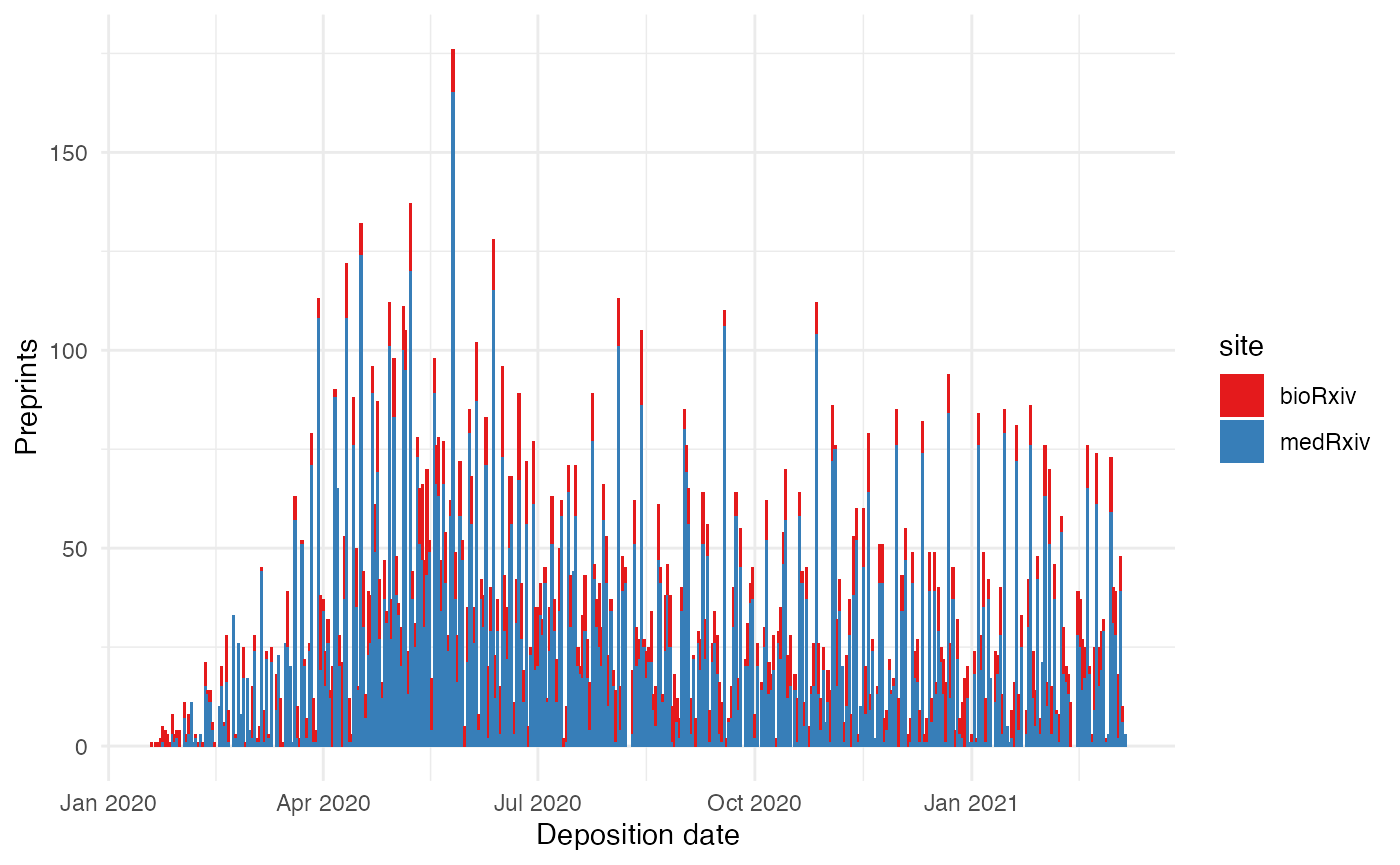 150
100
50
0
Preprints
Jan 2020
Apr 2020
Jul 2020
Oct 2020
Jan 2021
Deposition date
site
bioRxiv
medRxiv